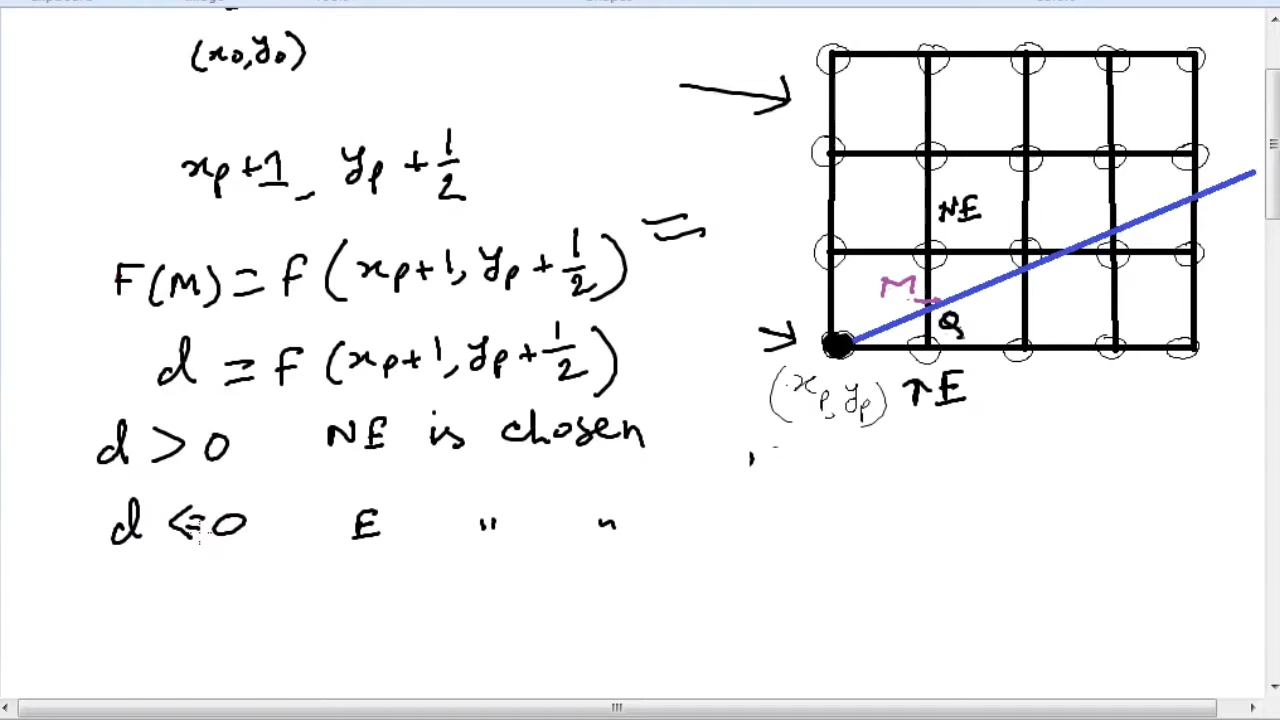 (x₀, y₀)
xₚ+1, yₚ + 1/2
F(M) = f(xₚ+1, yₚ + 1/2) =
d = F(xₚ+1, yₚ + 1/2)
d > 0 NE is chosen
d <= 0 E " "
NE
M
Q
(xₚ, yₚ) ↑E